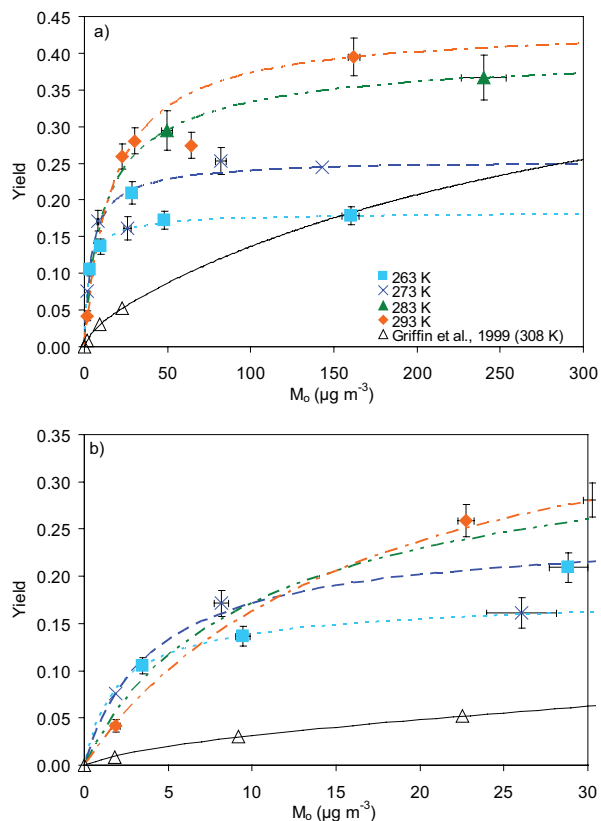 a)
0.45
0.40
0.35
0.30
0.25
0.20
0.15
0.10
0.05
0.00
Yield
263 K
273 K
283 K
293 K
Griffin et al., 1999 (308 K)
0 50 100 150 200 250 300
Mₒ (µg m⁻³)
b)
0.35
0.30
0.25
0.20
0.15
0.10
0.05
0.00
Yield
0 5 10 15 20 25 30
Mₒ (µg m⁻³)